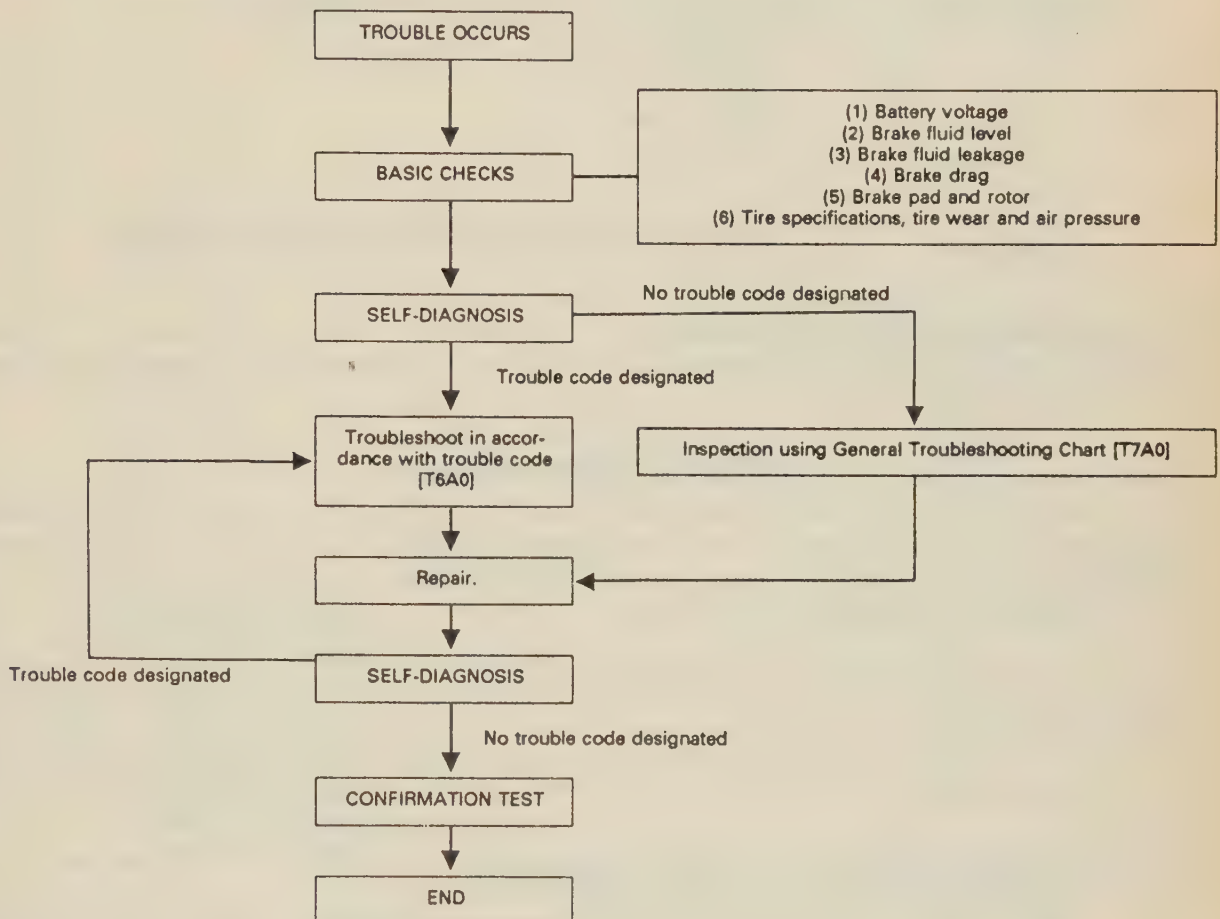 TROUBLE OCCURS
(1) Battery voltage
(2) Brake fluid level
(3) Brake fluid leakage
(4) Brake drag
(5) Brake pad and rotor
(6) Tire specifications, tire wear and air pressure
BASIC CHECKS
No trouble code designated
SELF-DIAGNOSIS
Trouble code designated
Troubleshoot in accor-
dance with trouble code
[T6A0]
Inspection using General Troubleshooting Chart [T7A0]
Repair.
Trouble code designated
SELF-DIAGNOSIS
No trouble code designated
CONFIRMATION TEST
END